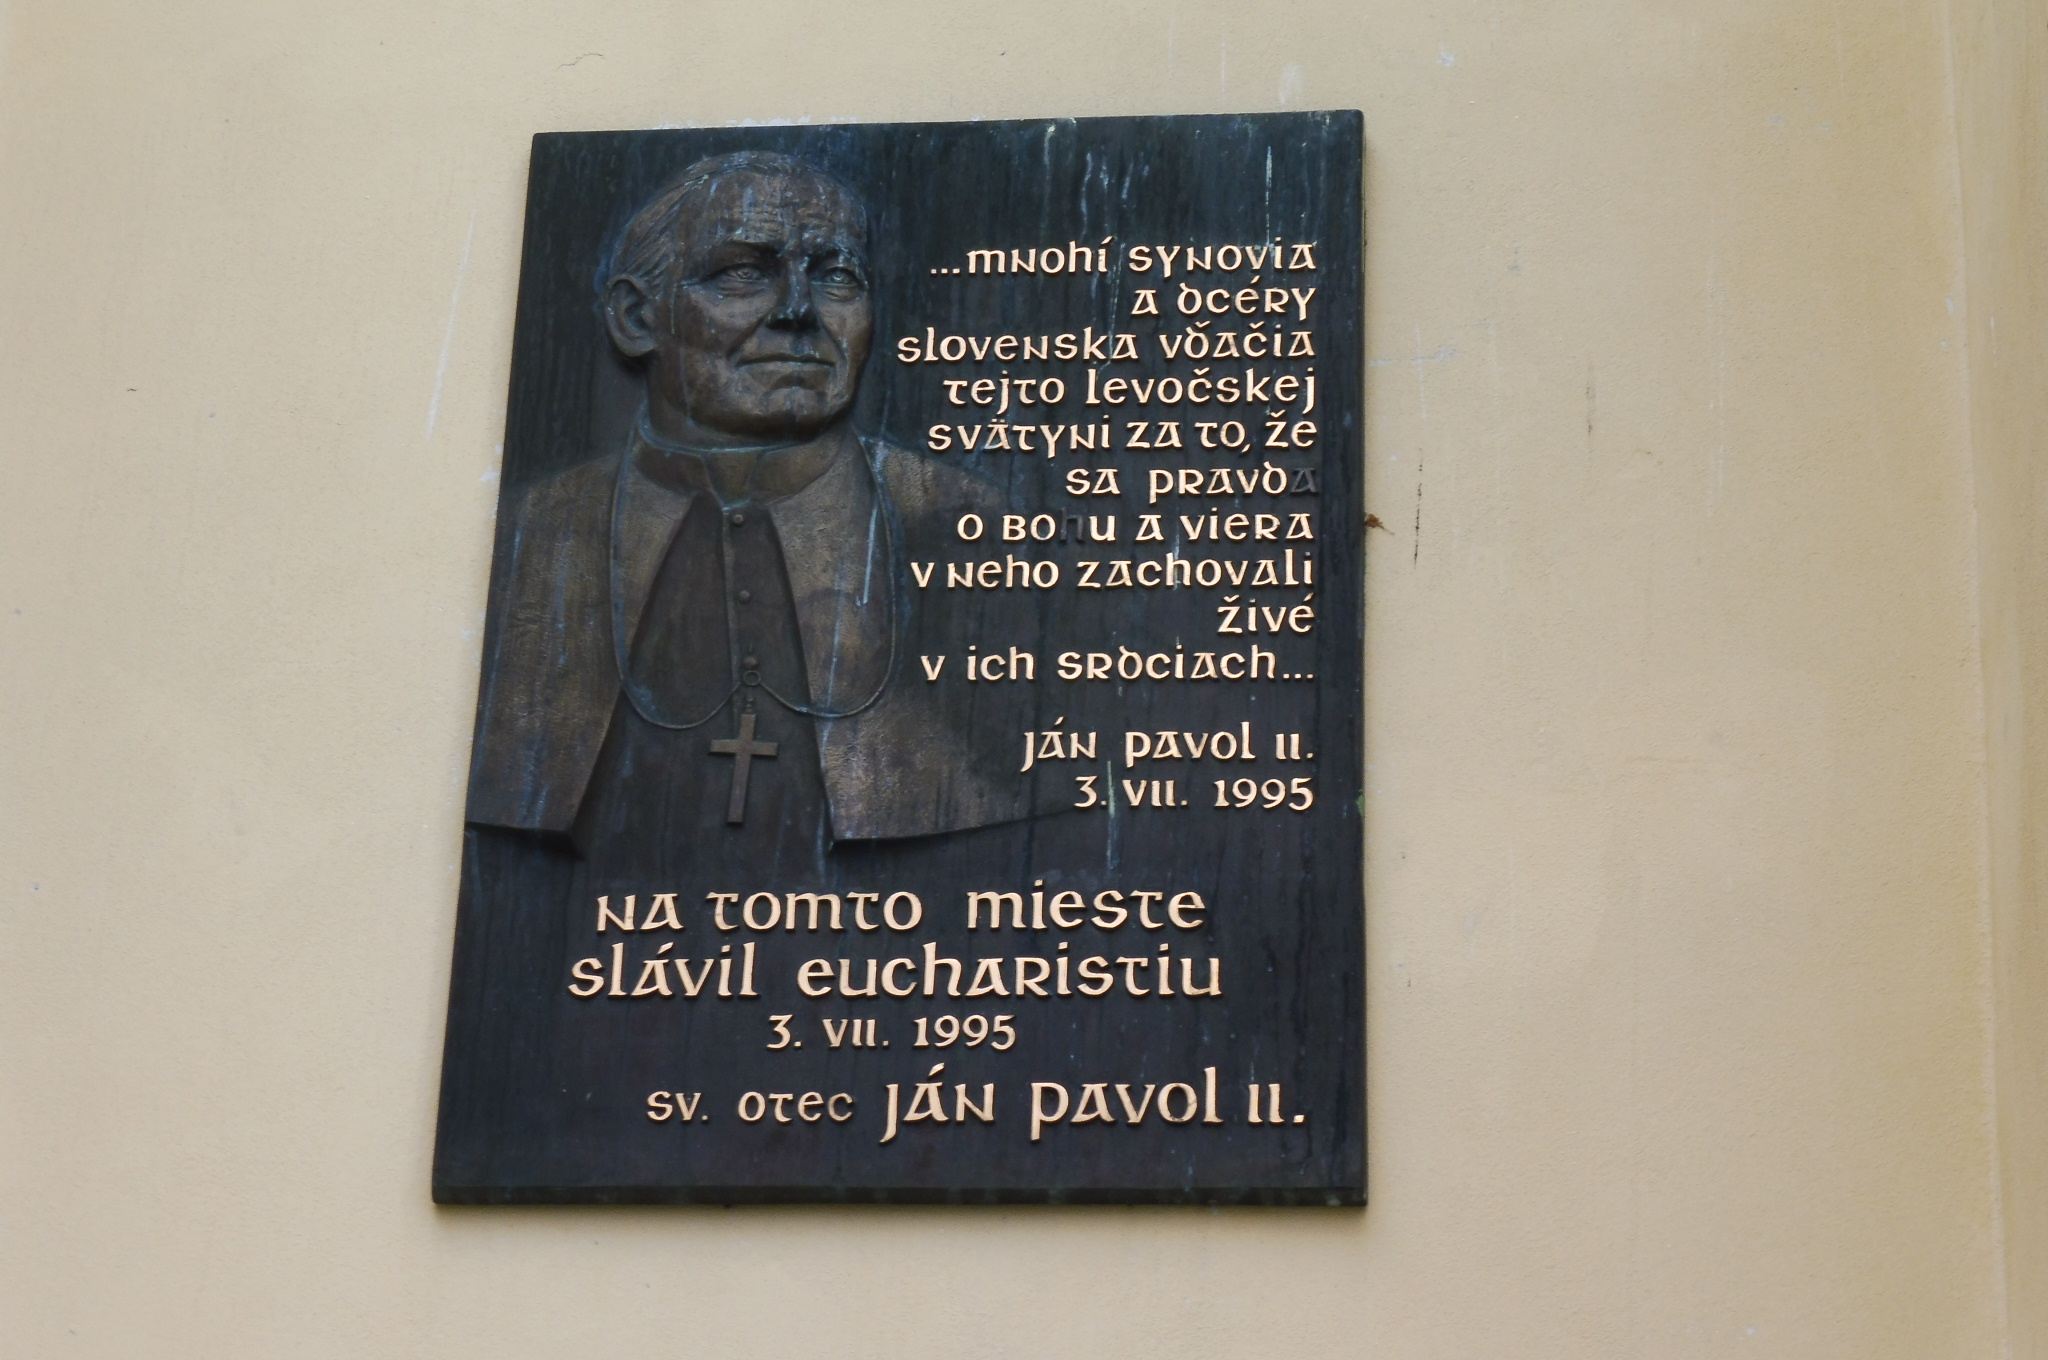 ...mnohí synovia
a dcéry
slovenska vďačia
tejto levočskej
svätyni za to, že
sa pravda
o bohu a viera
v neho zachovali
živé
v ich srdciach...
ján pavol II.
3. VII. 1995
na tomto mieste
slávil eucharistiu
3. VII. 1995
sv. otec ján pavol II.